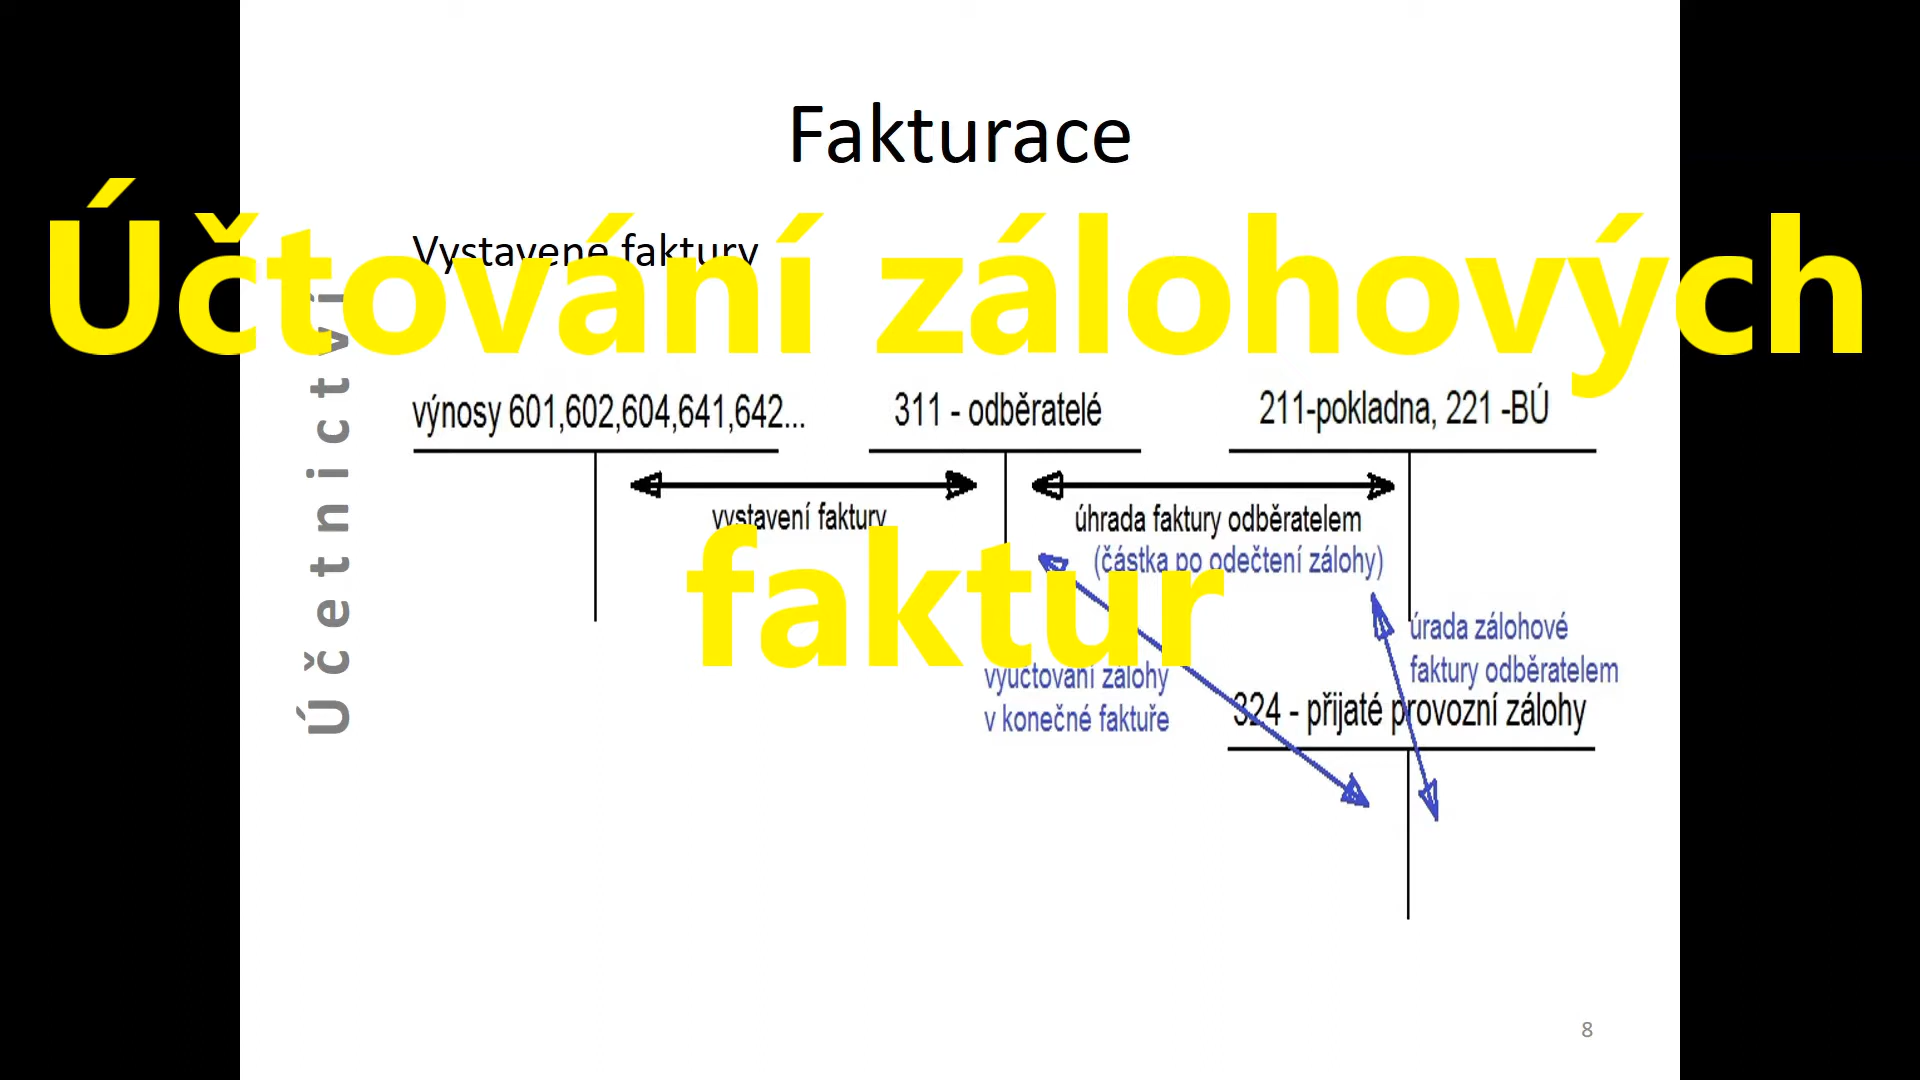 Fakturace
Vystavené faktury
Účtování zálohových
faktur
Účetnictví
výnosy 601,602,604,641,642...
311 - odběratelé
211-pokladna, 221 -BÚ
vystavení faktury
úhrada faktury odběratelem
(částka po odečtení zálohy)
úrada zálohové
faktury odběratelem
vyúčtování zálohy
v konečné faktuře
324 - přijaté provozní zálohy
8